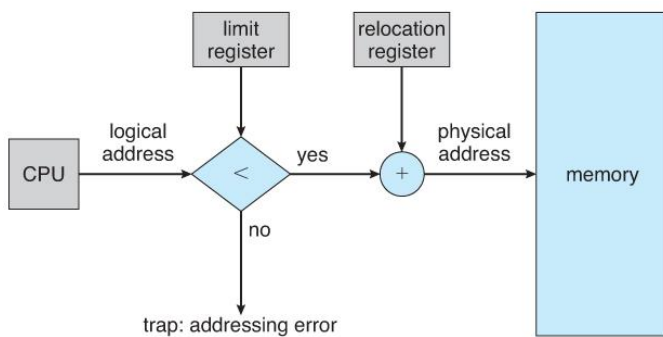 limit
register
relocation
register
logical
address
yes
physical
address
CPU
<
+
memory
no
trap: addressing error